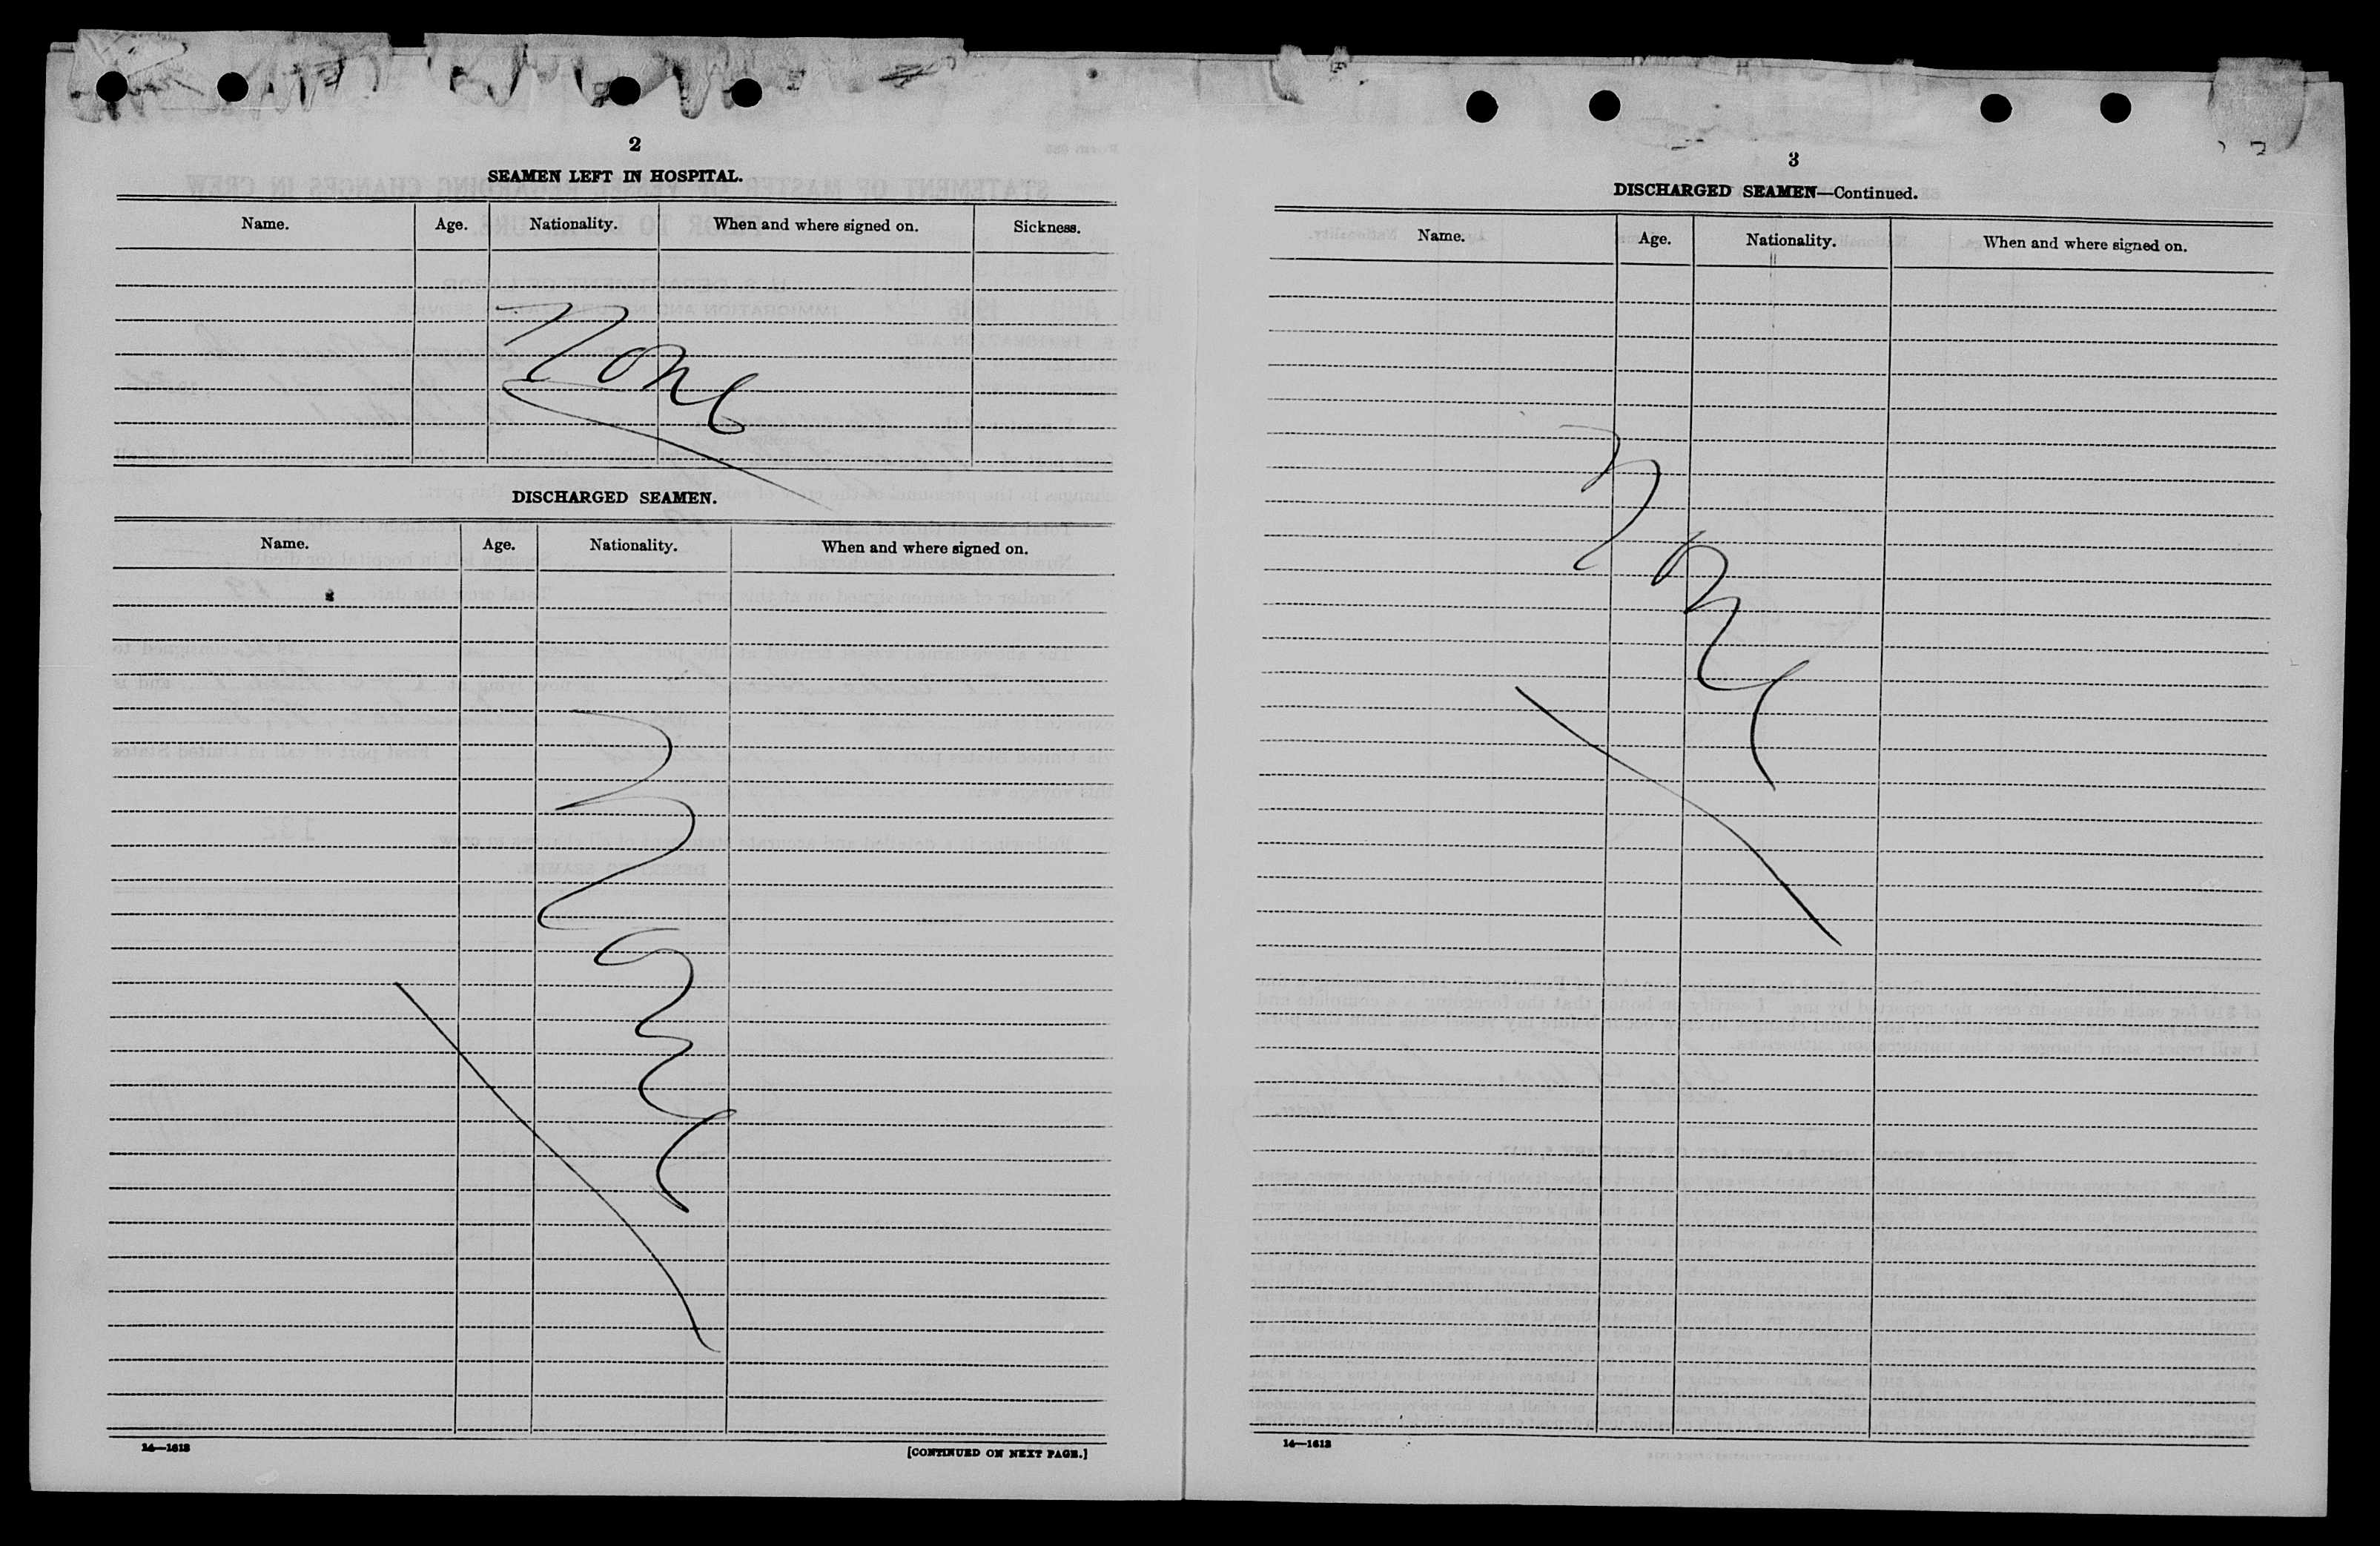 2
SEAMEN LEFT IN HOSPITAL.
Name. Age. Nationality. When and where signed on. Sickness.
None
DISCHARGED SEAMEN.
Name. Age. Nationality. When and where signed on.
None
14—1613
[CONTINUED ON NEXT PAGE.]
3
DISCHARGED SEAMEN—Continued.
Name. Age. Nationality. When and where signed on.
None
14—1613